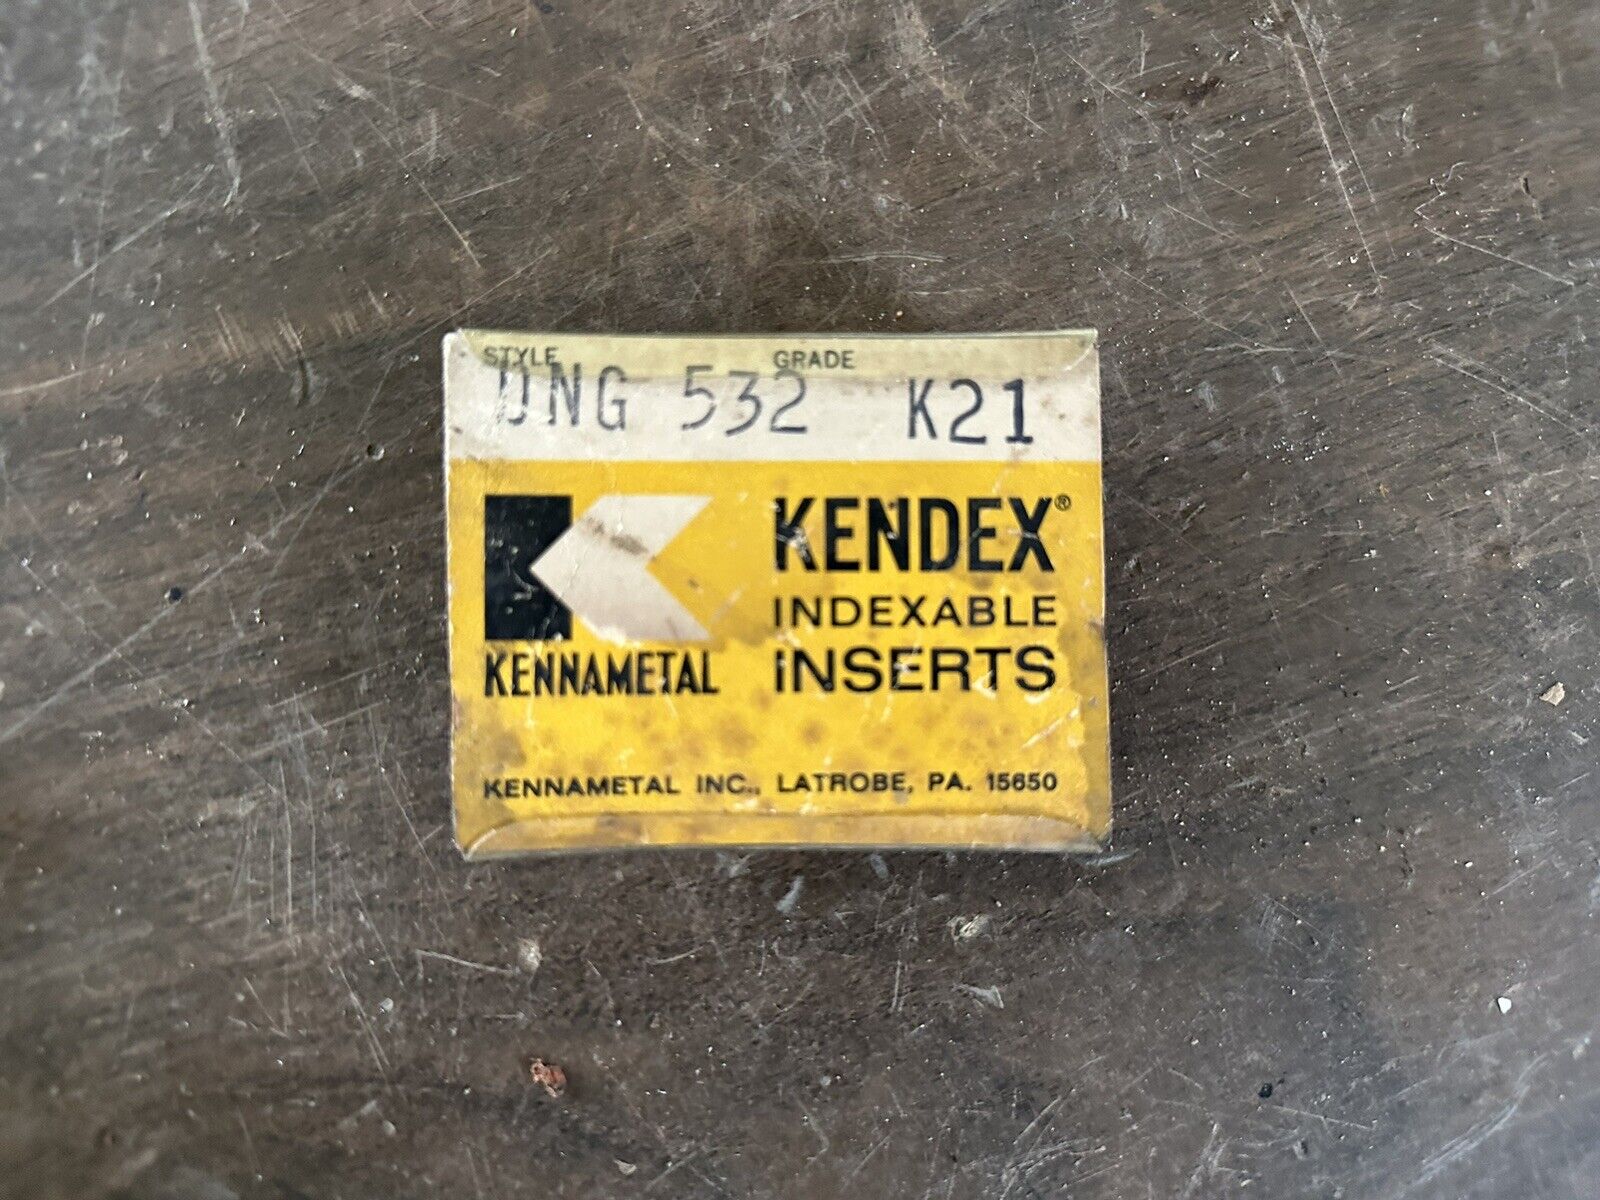 STYLE GRADE
DNG 532 K21
KENDEX®
INDEXABLE
INSERTS
KENNAMETAL
KENNAMETAL INC., LATROBE, PA. 15650